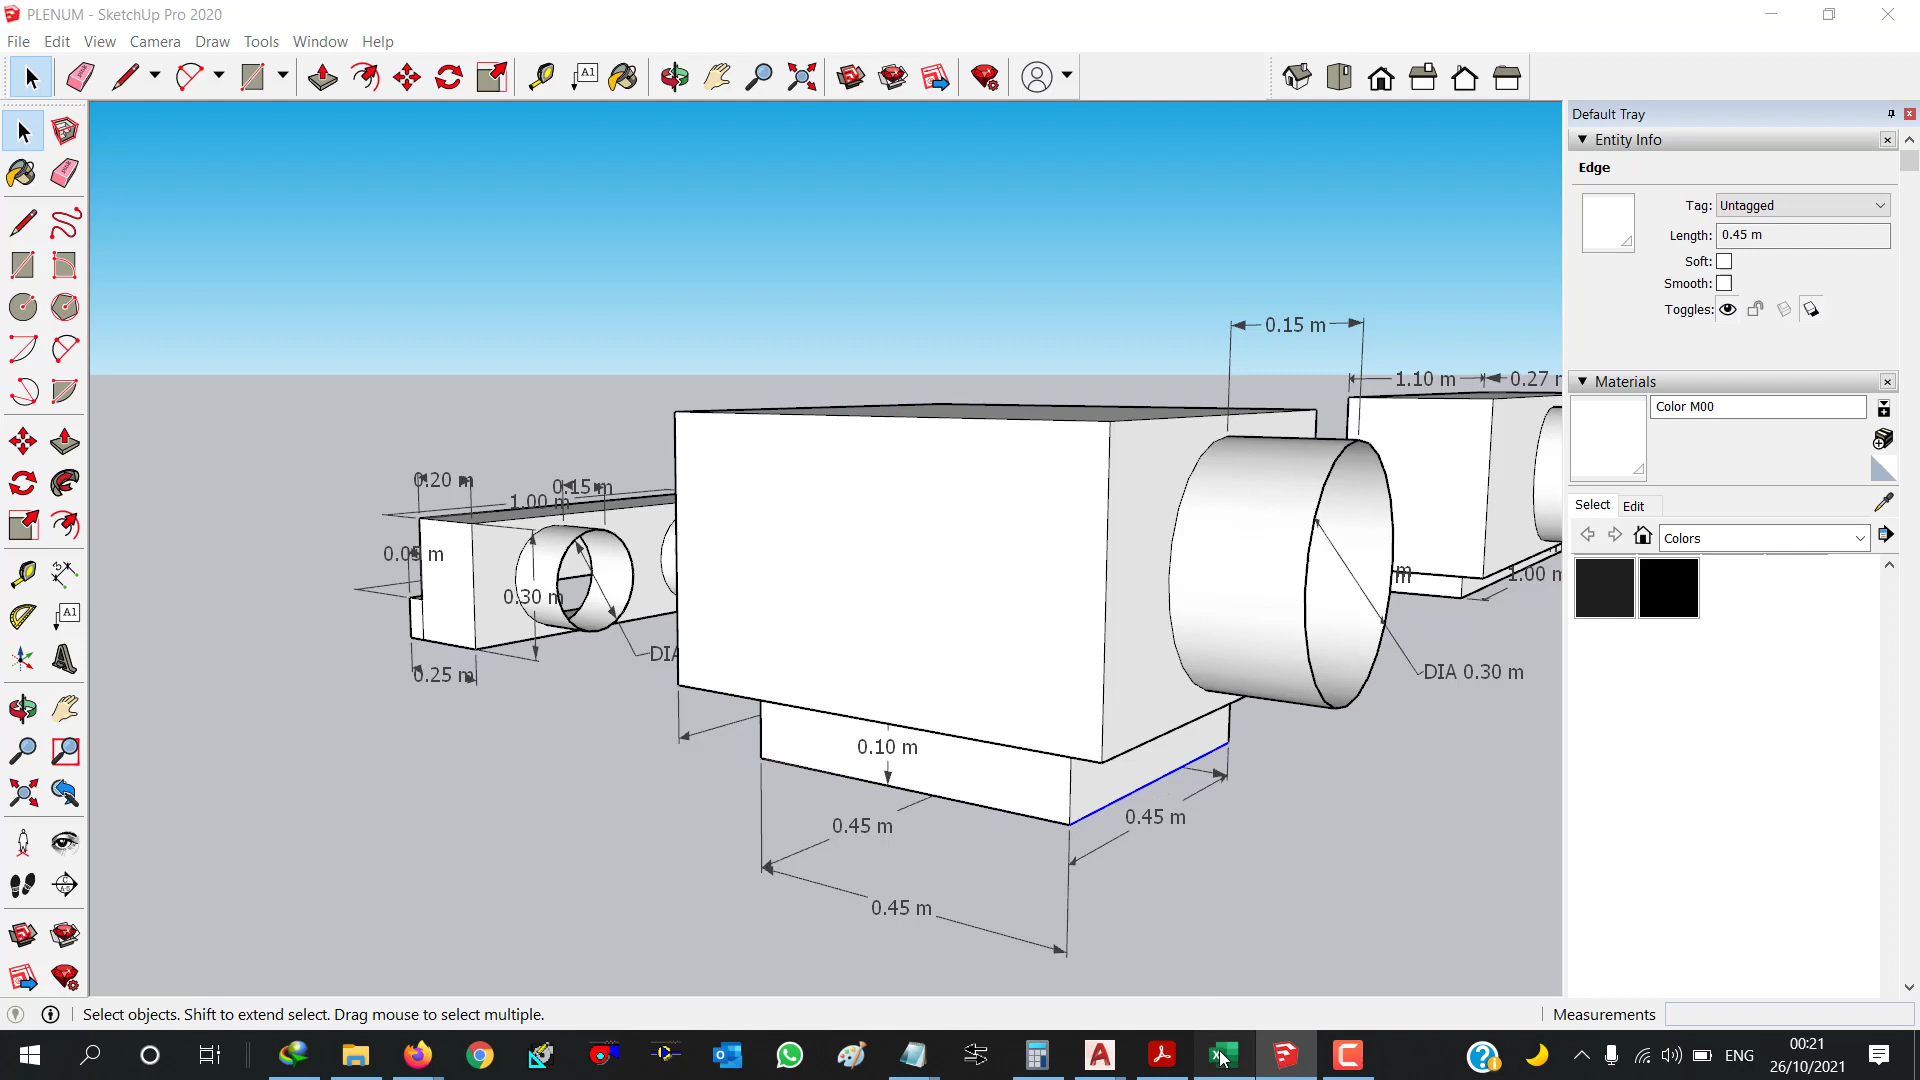 PLENUM - SketchUp Pro 2020
File Edit View Camera Draw Tools Window Help
A1
Default Tray
Entity Info
Edge
Tag: Untagged
Length: 0.45 m
Soft:
Smooth:
Toggles:
Materials
Color M00
Select Edit
Colors
A1
0.15 m
1.10 m 0.27
0.20 m
0.15 m
1.00 m
0.05 m
0.30 m
0.25 m
m
1.00 m
DIA 0.30 m
0.10 m
0.45 m
0.45 m
0.45 m
Select objects. Shift to extend select. Drag mouse to select multiple.
Measurements
ENG
00:21
26/10/2021